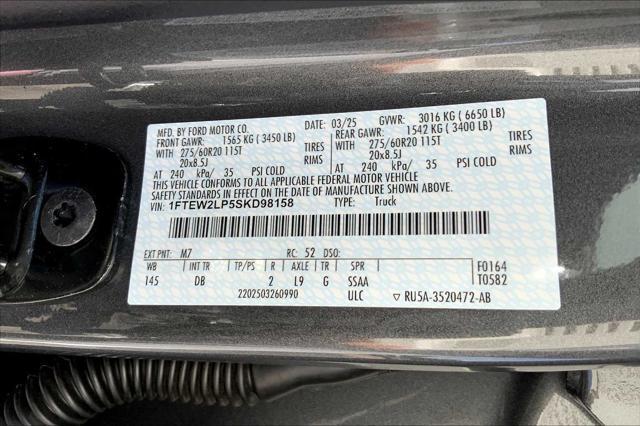 MFD. BY FORD MOTOR CO. DATE: 03/25 GVWR: 3016 KG ( 6650 LB)
FRONT GAWR: 1565 KG ( 3450 LB) REAR GAWR: 1542 KG ( 3400 LB)
WITH 275/60R20 115T TIRES WITH 275/60R20 115T TIRES
20x8.5J RIMS 20x8.5J RIMS
AT 240 kPa/ 35 PSI COLD AT 240 kPa/ 35 PSI COLD
THIS VEHICLE CONFORMS TO ALL APPLICABLE FEDERAL MOTOR VEHICLE
SAFETY STANDARDS IN EFFECT ON THE DATE OF MANUFACTURE SHOWN ABOVE.
VIN: 1FTEW2LP5SKD98158 TYPE: Truck
EXT PNT: M7 RC: 52 DSO:
WB INT TR TP/PS R AXLE TR SPR F0164
145 DB 2 L9 G SSAA T0582
2202503260990 ULC ▼ RU5A-3520472-AB